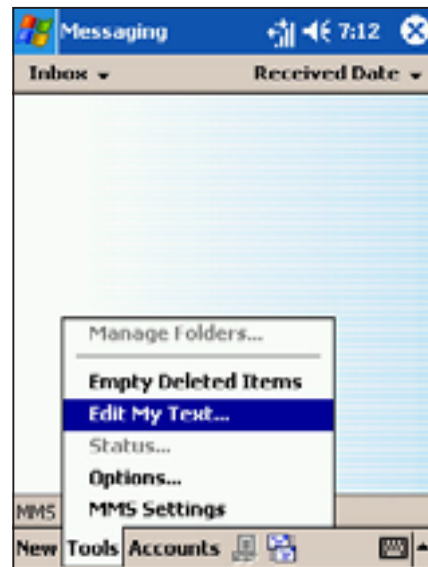 Messaging 7:12
Inbox Received Date
Manage Folders...
Empty Deleted Items
Edit My Text...
Status...
Options...
MMS MMS Settings
New Tools Accounts